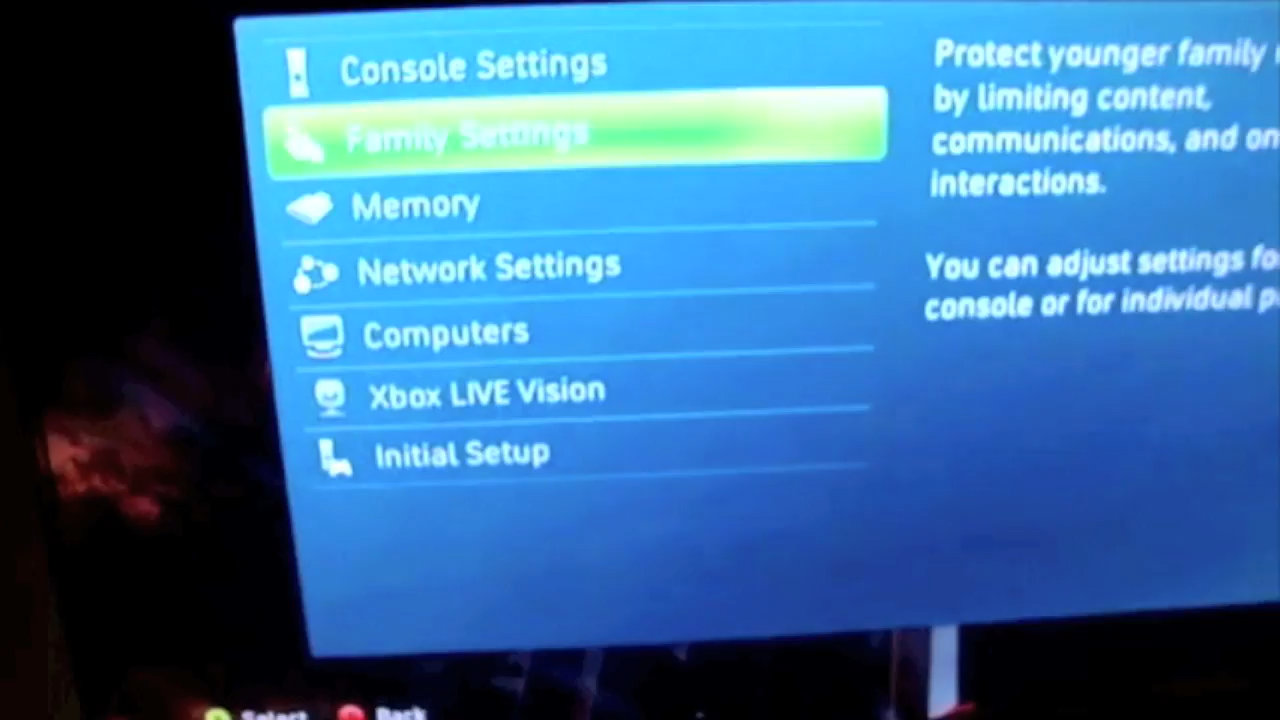 Console Settings
Family Settings
Memory
Network Settings
Computers
Xbox LIVE Vision
Initial Setup
Protect younger family
by limiting content,
communications, and on
interactions.
You can adjust settings fo
console or for individual p
Select Back